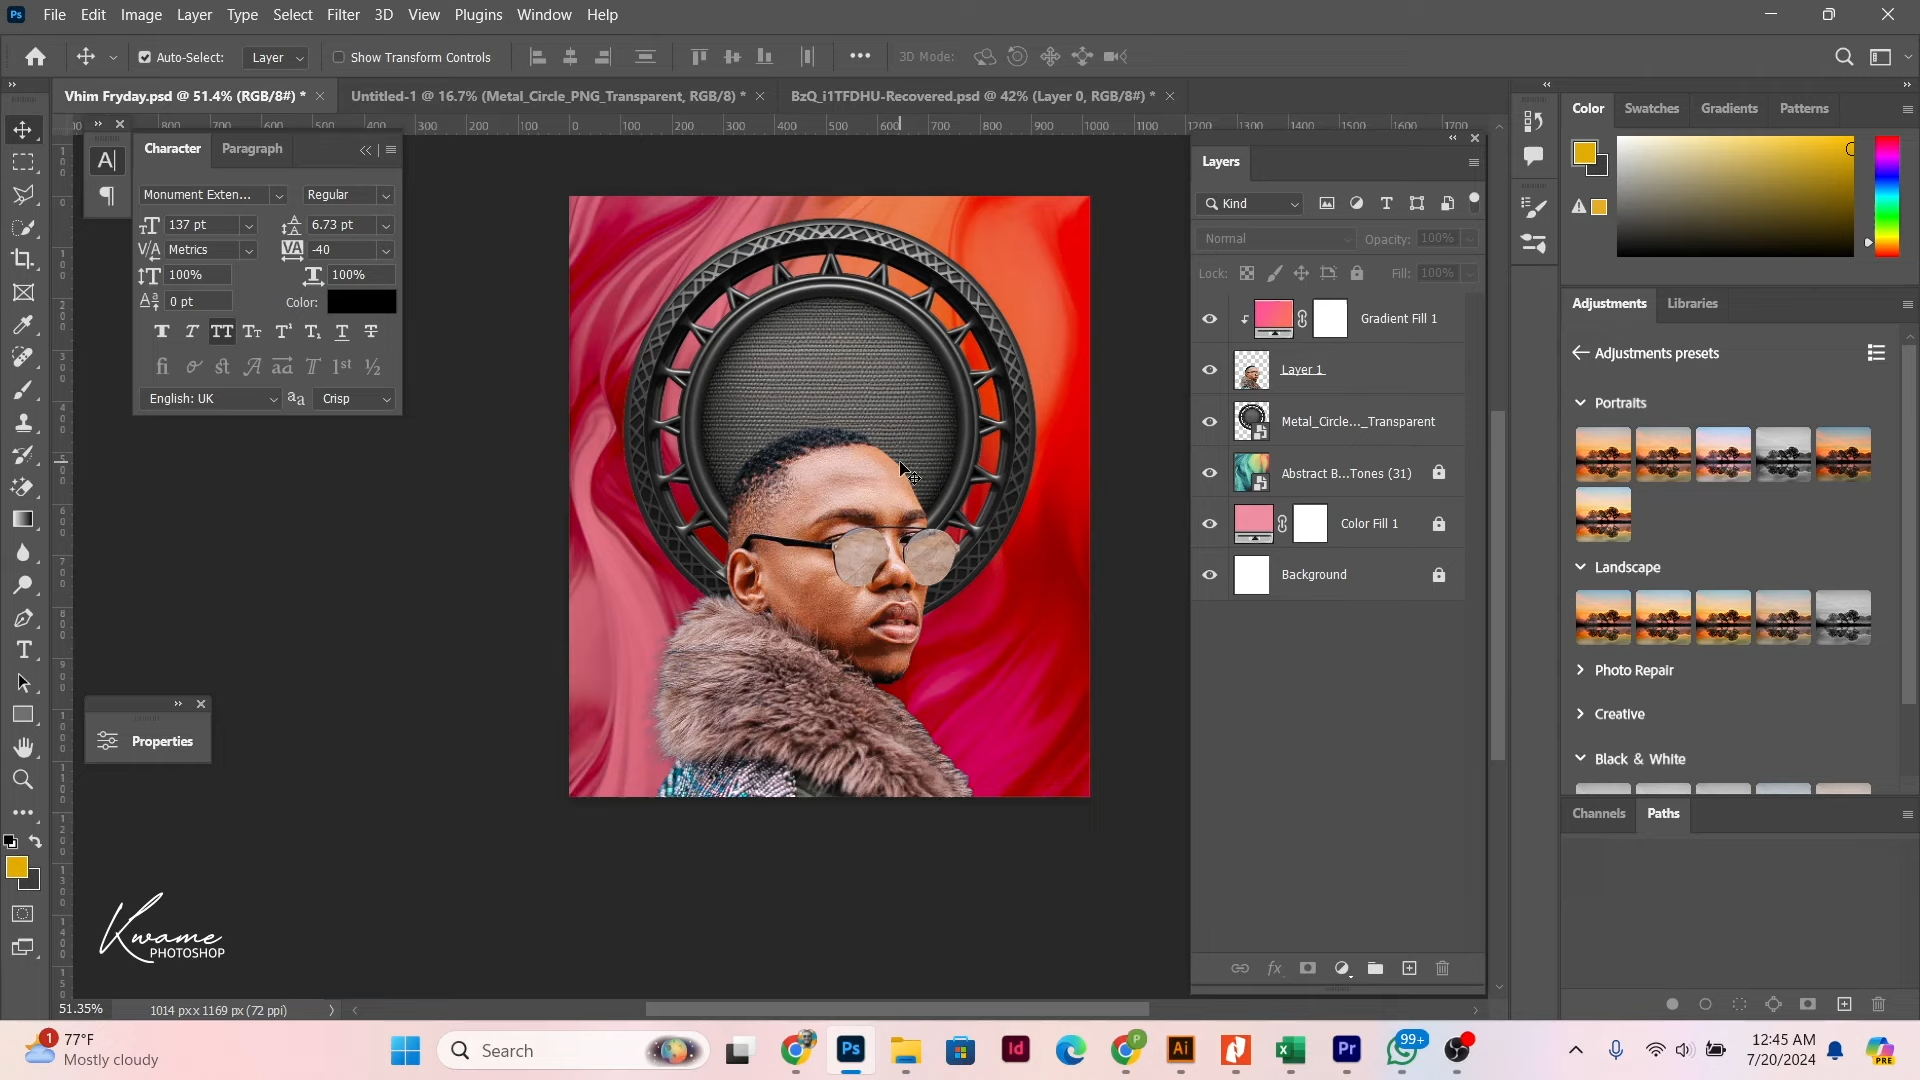 File Edit Image Layer Type Select Filter 3D View Plugins Window Help
Auto-Select: Layer Show Transform Controls 3D Mode:
Vhim Fryday.psd @ 51.4% (RGB/8#) * Untitled-1 @ 16.7% (Metal_Circle_PNG_Transparent, RGB/8) * BzQ_i1TFDHU-Recovered.psd @ 42% (Layer 0, RGB/8#) *
Character Paragraph
Monument Exten... Regular
137 pt 6.73 pt
Metrics -40
100% 100%
0 pt Color:
English: UK Crisp
Properties
Kwame
PHOTOSHOP
Layers
Kind
Normal Opacity: 100%
Lock: Fill: 100%
Gradient Fill 1
Layer 1
Metal_Circle..._Transparent
Abstract B...Tones (31)
Color Fill 1
Background
Color Swatches Gradients Patterns
Adjustments Libraries
Adjustments presets
Portraits
Landscape
Photo Repair
Creative
Black & White
Channels Paths
51.35% 1014 px x 1169 px (72 ppi)
1 77°F
Mostly cloudy
Search
99+
12:45 AM
7/20/2024